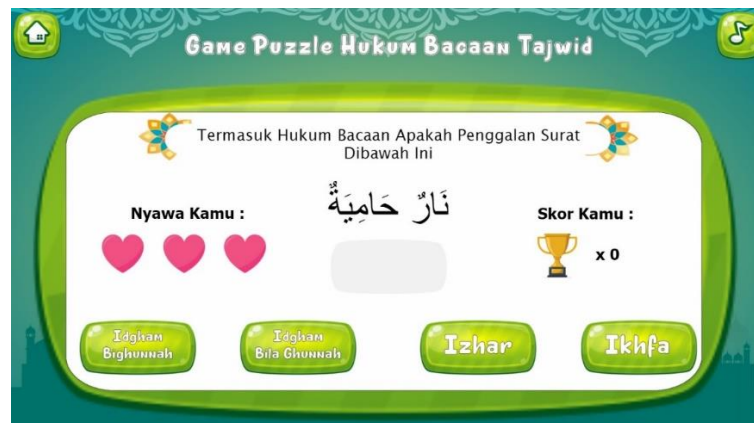 Game Puzzle Hukum Bacaan Tajwid
Termasuk Hukum Bacaan Apakah Penggalan Surat
Dibawah Ini
Nyawa Kamu :
نَارٌ حَامِيَةٌ
Skor Kamu :
x 0
Idgham
Bighunnah
Idgham
Bila Ghunnah
Izhar
Ikhfa